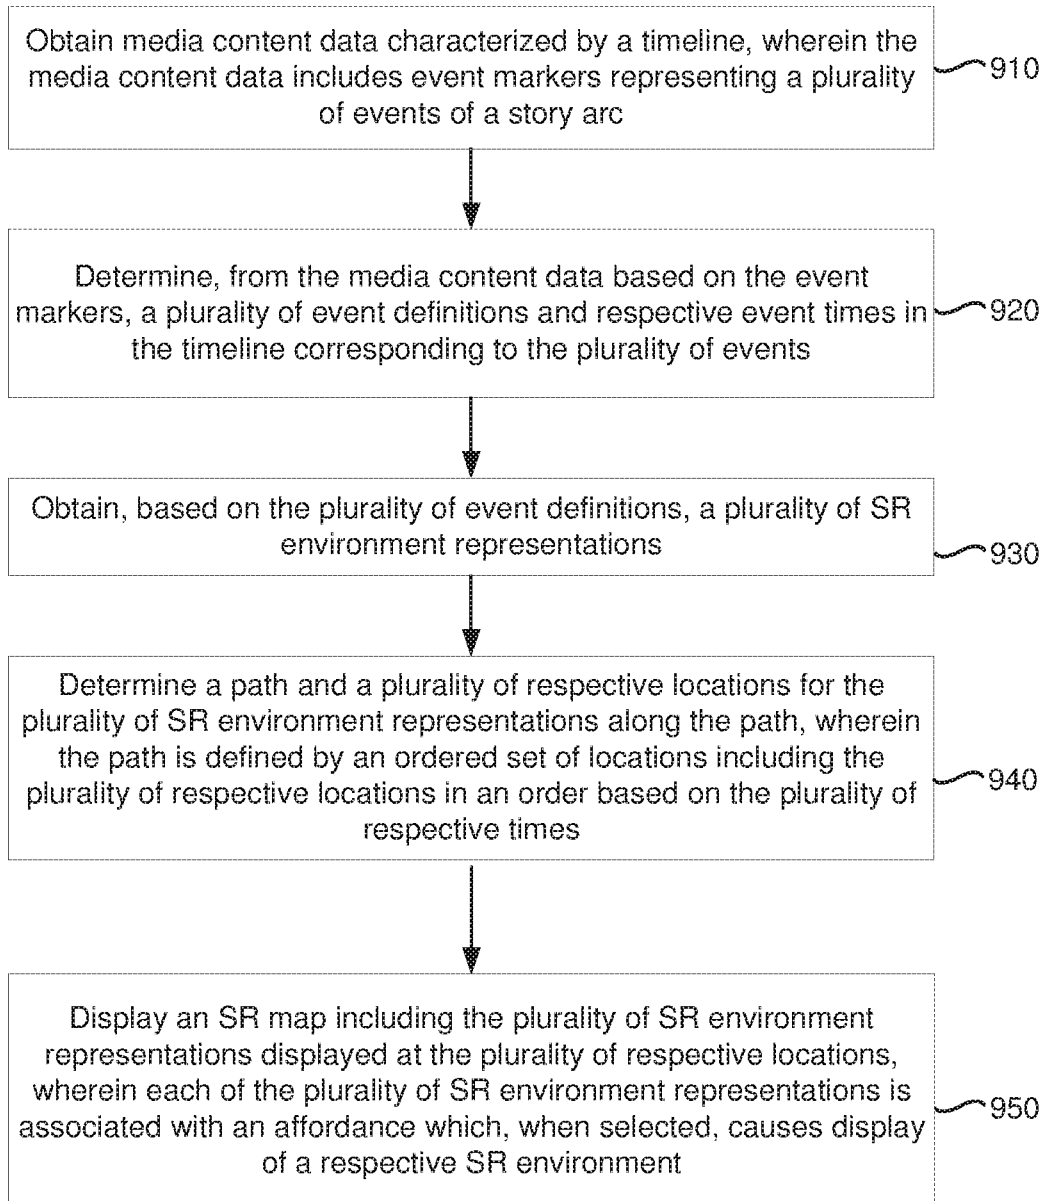 Obtain media content data characterized by a timeline, wherein the
media content data includes event markers representing a plurality
of events of a story arc
910
Determine, from the media content data based on the event
markers, a plurality of event definitions and respective event times in
the timeline corresponding to the plurality of events
920
Obtain, based on the plurality of event definitions, a plurality of SR
environment representations
930
Determine a path and a plurality of respective locations for the
plurality of SR environment representations along the path, wherein
the path is defined by an ordered set of locations including the
plurality of respective locations in an order based on the plurality of
respective times
940
Display an SR map including the plurality of SR environment
representations displayed at the plurality of respective locations,
wherein each of the plurality of SR environment representations is
associated with an affordance which, when selected, causes display
of a respective SR environment
950